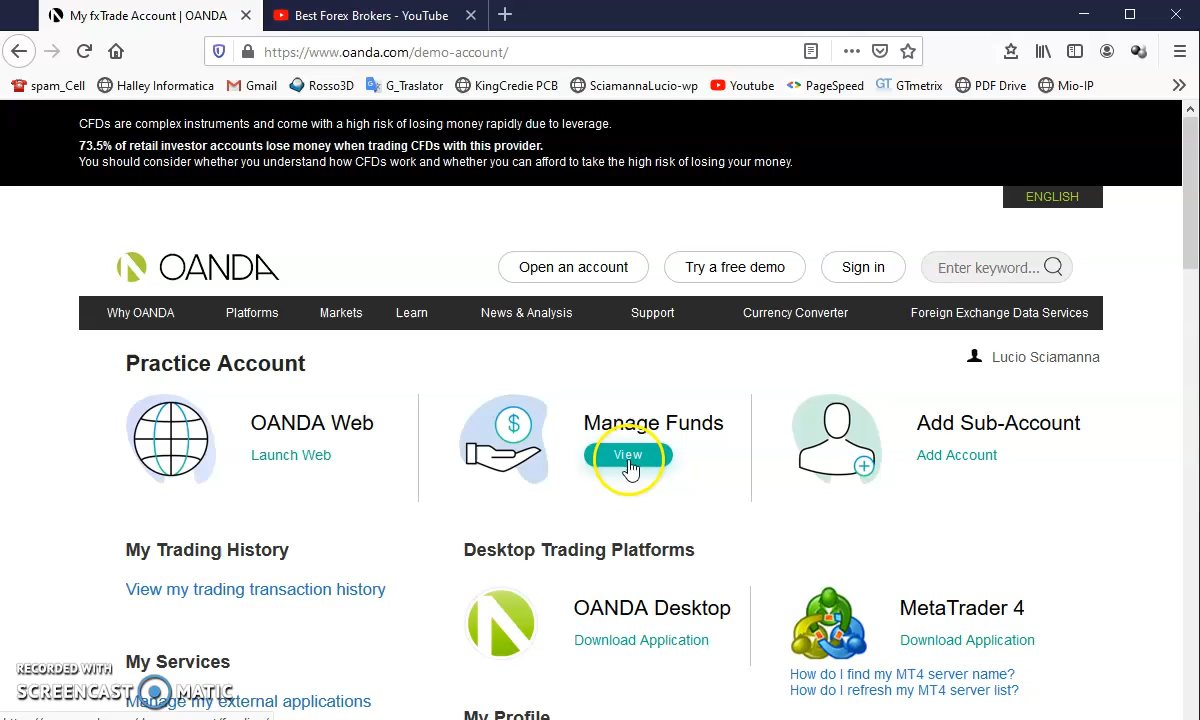 My fxTrade Account | OANDA
Best Forex Brokers - YouTube
https://www.oanda.com/demo-account/
spam_Cell
Halley Informatica
Gmail
Rosso3D
G_Traslator
KingCredie PCB
SciamannaLucio-wp
Youtube
PageSpeed
GT GTmetrix
PDF Drive
Mio-IP
CFDs are complex instruments and come with a high risk of losing money rapidly due to leverage.
73.5% of retail investor accounts lose money when trading CFDs with this provider.
You should consider whether you understand how CFDs work and whether you can afford to take the high risk of losing your money.
ENGLISH
OANDA
Open an account
Try a free demo
Sign in
Enter keyword...
Why OANDA
Platforms
Markets
Learn
News & Analysis
Support
Currency Converter
Foreign Exchange Data Services
Practice Account
Lucio Sciamanna
OANDA Web
Launch Web
Manage Funds
View
Add Sub-Account
Add Account
My Trading History
View my trading transaction history
Desktop Trading Platforms
OANDA Desktop
Download Application
MetaTrader 4
Download Application
How do I find my MT4 server name?
How do I refresh my MT4 server list?
My Services
Manage my external applications
My Profile
RECORDED WITH
SCREENCAST MATIC